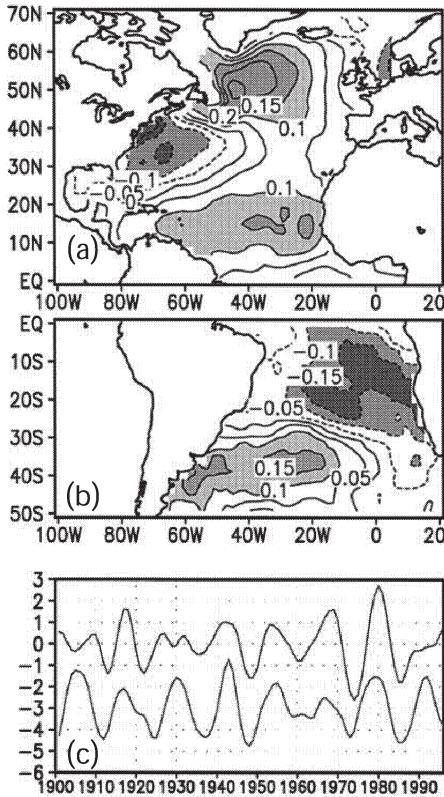 70N
60N
50N
40N
30N
20N
10N
EQ
0.15
0.2
0.1
-0.1
-0.05
0
0.1
(a)
100W 80W 60W 40W 20W 0 20
EQ
10S
20S
30S
40S
50S
-0.1
-0.15
-0.05
0.15
0.05
0.1
(b)
100W 80W 60W 40W 20W 0 20
3
2
1
0
-1
-2
-3
-4
-5
-6
(c)
1900 1910 1920 1930 1940 1950 1960 1970 1980 1990